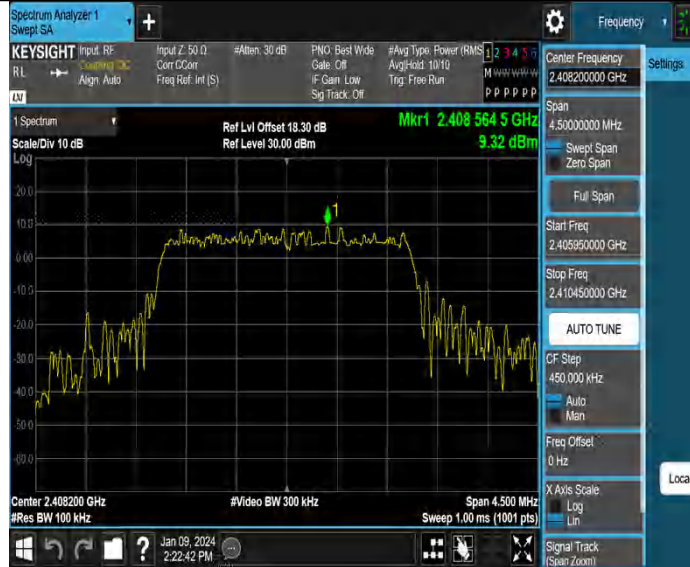 Spectrum Analyzer 1
Swept SA
+
Frequency
KEYSIGHT
RL
Input: RF
Coupling: DC
Align: Auto
Input Z: 50 Ω
Corr CCorr
Freq Ref: Int (S)
#Atten: 30 dB
PNO: Best Wide
Gate: Off
IF Gain: Low
Sig Track: Off
#Avg Type: Power (RMS
Avg|Hold: 10/10
Trig: Free Run
1 2 3 4 5 6
M W W W W W
P P P P P P
LXI
1 Spectrum
Scale/Div 10 dB
Log
Ref Lvl Offset 18.30 dB
Ref Level 30.00 dBm
Mkr1 2.408 564 5 GHz
9.32 dBm
1
20.0
10.0
0.00
-10.0
-20.0
-30.0
-40.0
-50.0
-60.0
Center 2.408200 GHz
#Res BW 100 kHz
#Video BW 300 kHz
Span 4.500 MHz
Sweep 1.00 ms (1001 pts)
?
Jan 09, 2024
2:22:42 PM
Center Frequency
2.408200000 GHz
Settings
Span
4.50000000 MHz
Swept Span
Zero Span
Full Span
Start Freq
2.405950000 GHz
Stop Freq
2.410450000 GHz
AUTO TUNE
CF Step
450.000 kHz
Auto
Man
Freq Offset
0 Hz
X Axis Scale
Log
Lin
Loca
Signal Track
(Span Zoom)